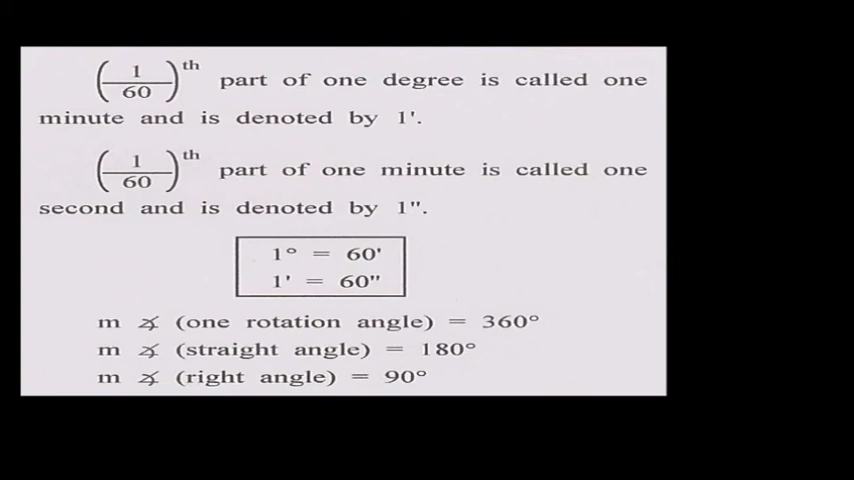 (1/60)th part of one degree is called one
minute and is denoted by 1'.
(1/60)th part of one minute is called one
second and is denoted by 1".
1° = 60'
1' = 60"
m ∡ (one rotation angle) = 360°
m ∡ (straight angle) = 180°
m ∡ (right angle) = 90°